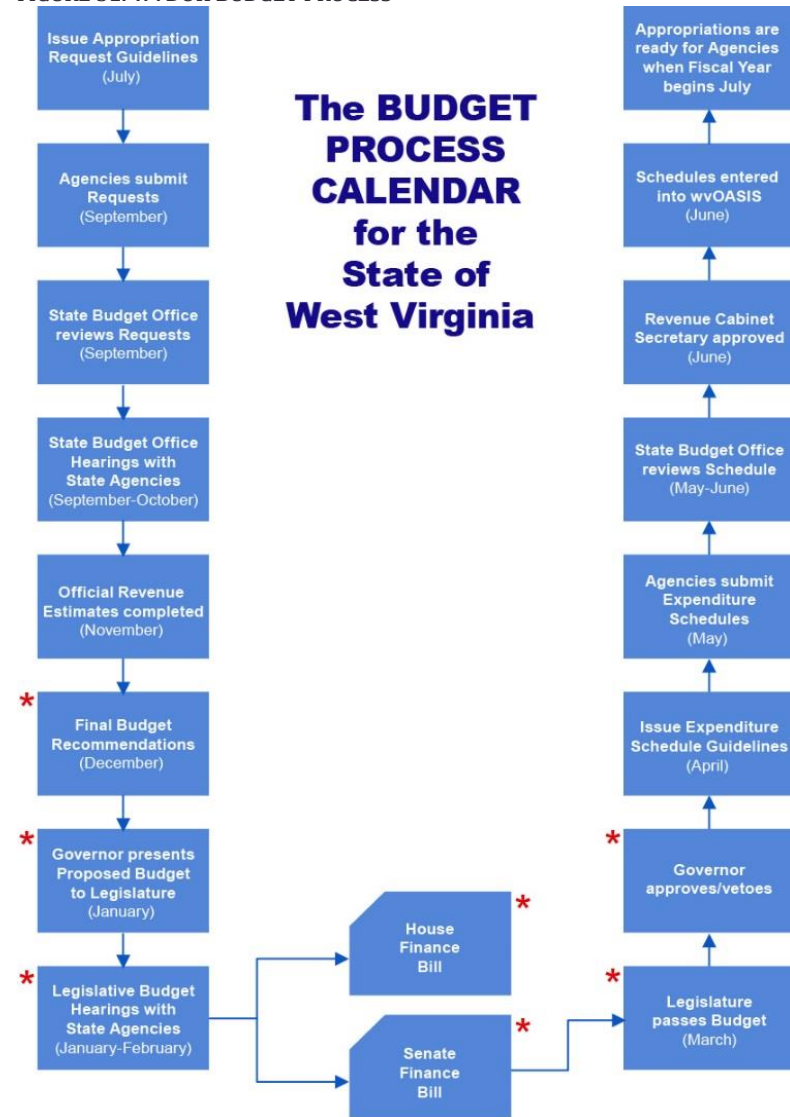 Issue Appropriation
Request Guidelines
(July)
Agencies submit
Requests
(September)
State Budget Office
reviews Requests
(September)
State Budget Office
Hearings with
State Agencies
(September-October)
Official Revenue
Estimates completed
(November)
*
Final Budget
Recommendations
(December)
*
Governor presents
Proposed Budget
to Legislature
(January)
*
Legislative Budget
Hearings with
State Agencies
(January-February)
The BUDGET
PROCESS
CALENDAR
for the
State of
West Virginia
House
Finance
Bill
*
Senate
Finance
Bill
*
Appropriations are
ready for Agencies
when Fiscal Year
begins July
Schedules entered
into wvOASIS
(June)
Revenue Cabinet
Secretary approved
(June)
State Budget Office
reviews Schedule
(May-June)
Agencies submit
Expenditure
Schedules
(May)
Issue Expenditure
Schedule Guidelines
(April)
*
Governor
approves/vetoes
*
Legislature
passes Budget
(March)